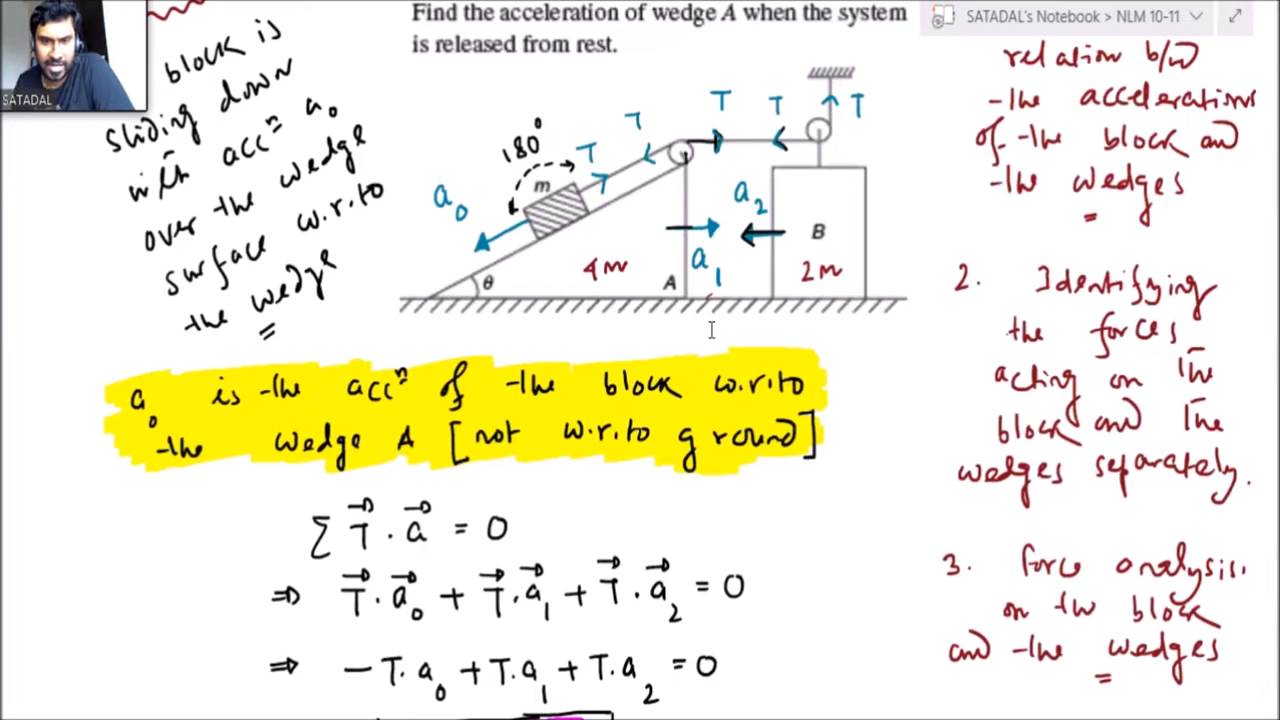 Find the acceleration of wedge A when the system
is released from rest.
SATADAL's Notebook > NLM 10-11
SATADAL
block is
sliding down
with accⁿ a₀
over the wedge
surface w.r.to
the wedge
180°
a₀
m
T
T
T
T
T
θ
4m
A
a₁
a₂
B
2m
relation b/w
the accelerations
of the block and
the wedges
2. Identifying
the forces
acting on the
block and the
wedges separately.
3. force analysis.
on the block
and the wedges
a₀ is the accⁿ of the block w.r.to
the wedge A [not w.r.to ground]
∑ T⃗ . a⃗ = 0
⇒ T⃗ . a⃗₀ + T⃗ . a⃗₁ + T⃗ . a⃗₂ = 0
⇒ - T. a₀ + T. a₁ + T. a₂ = 0